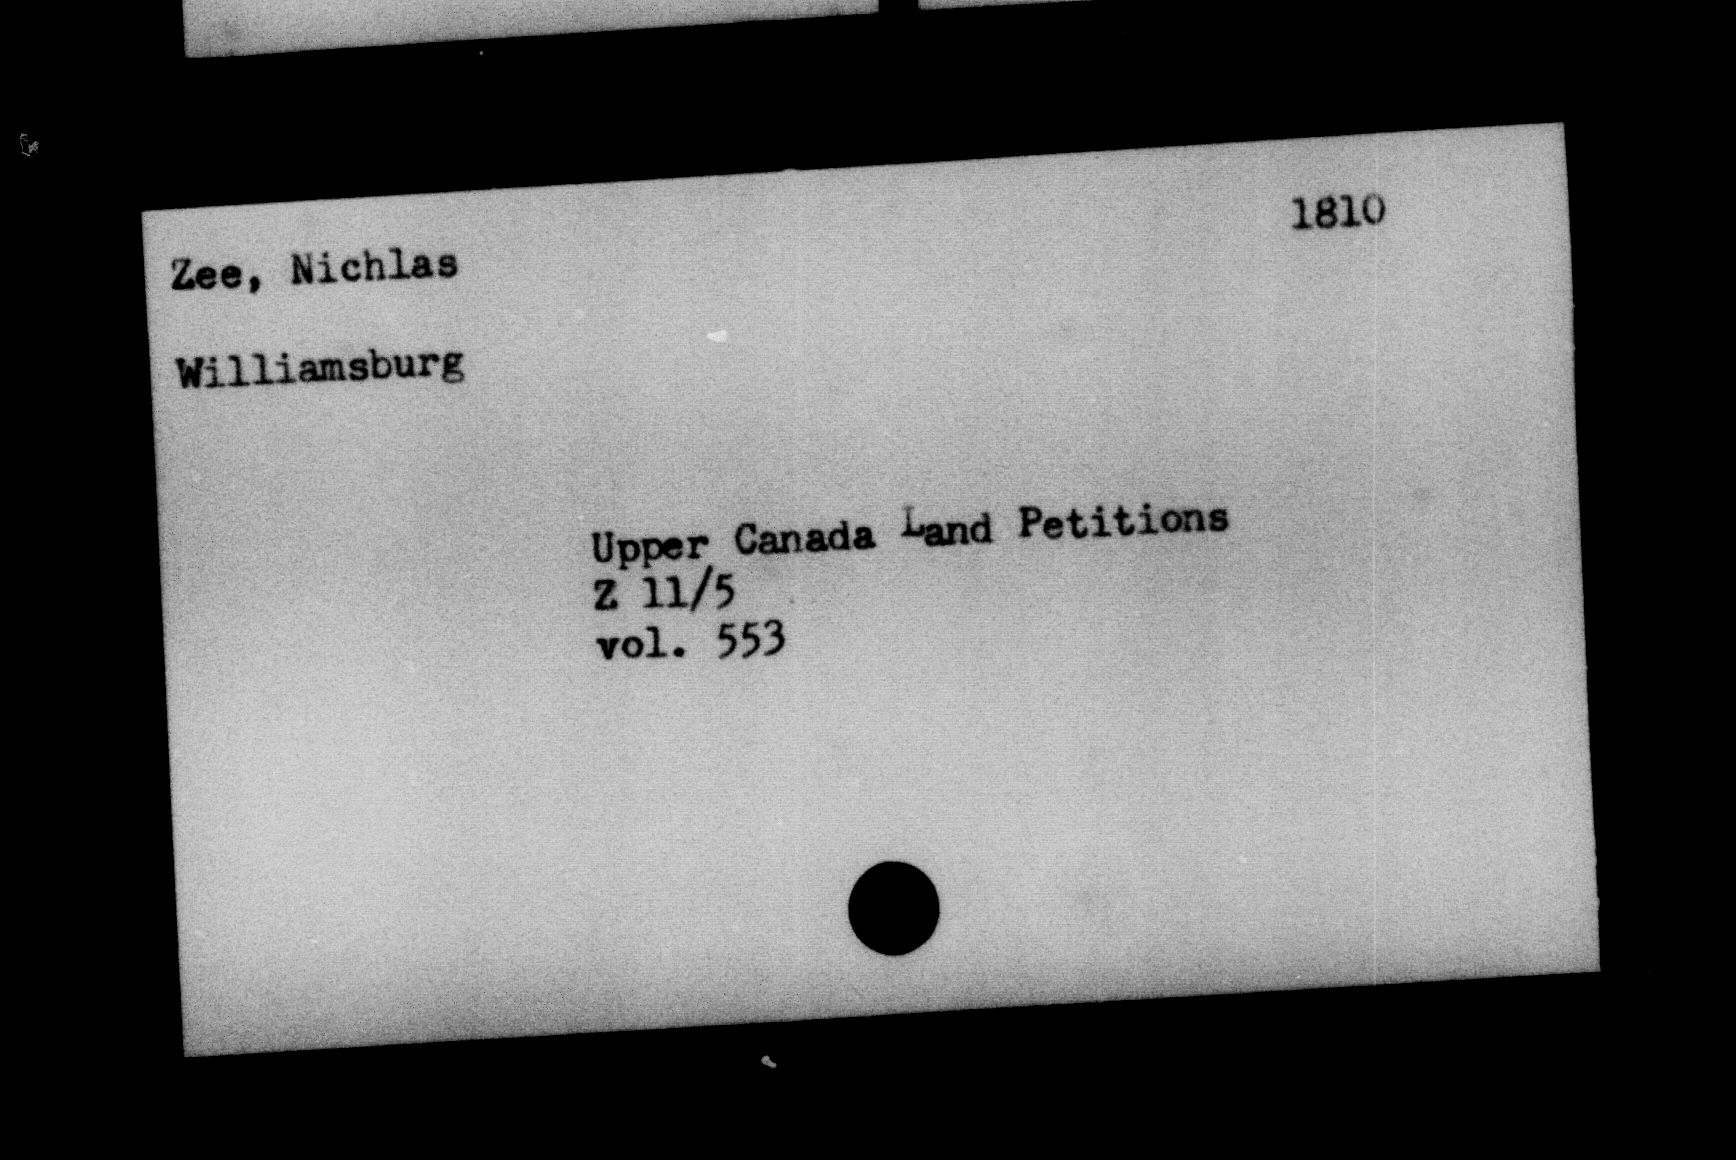 1810
Zee, Nichlas
Williamsburg
Upper Canada Land Petitions
Z 11/5
vol. 553